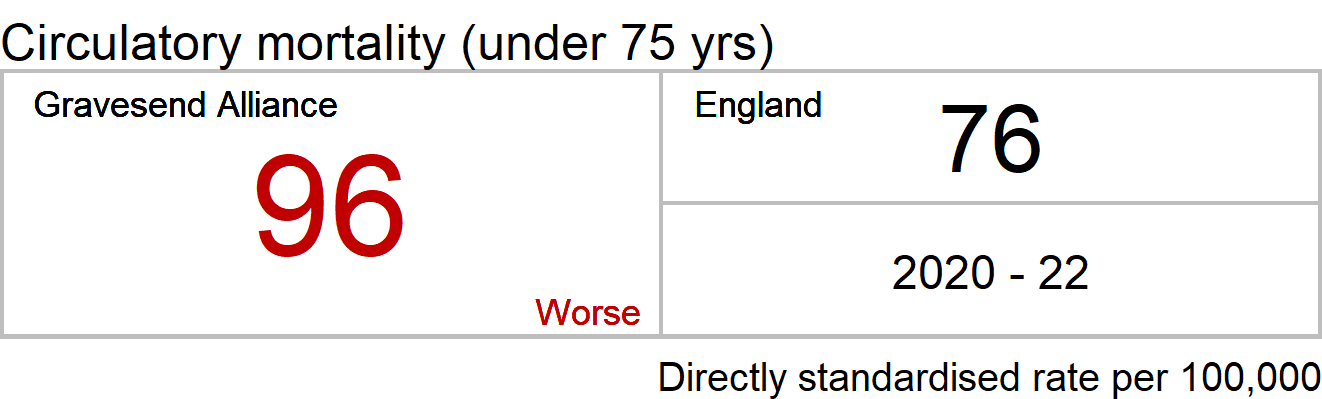 Circulatory mortality (under 75 yrs)
Gravesend Alliance
96
Worse
England
76
2020 - 22
Directly standardised rate per 100,000